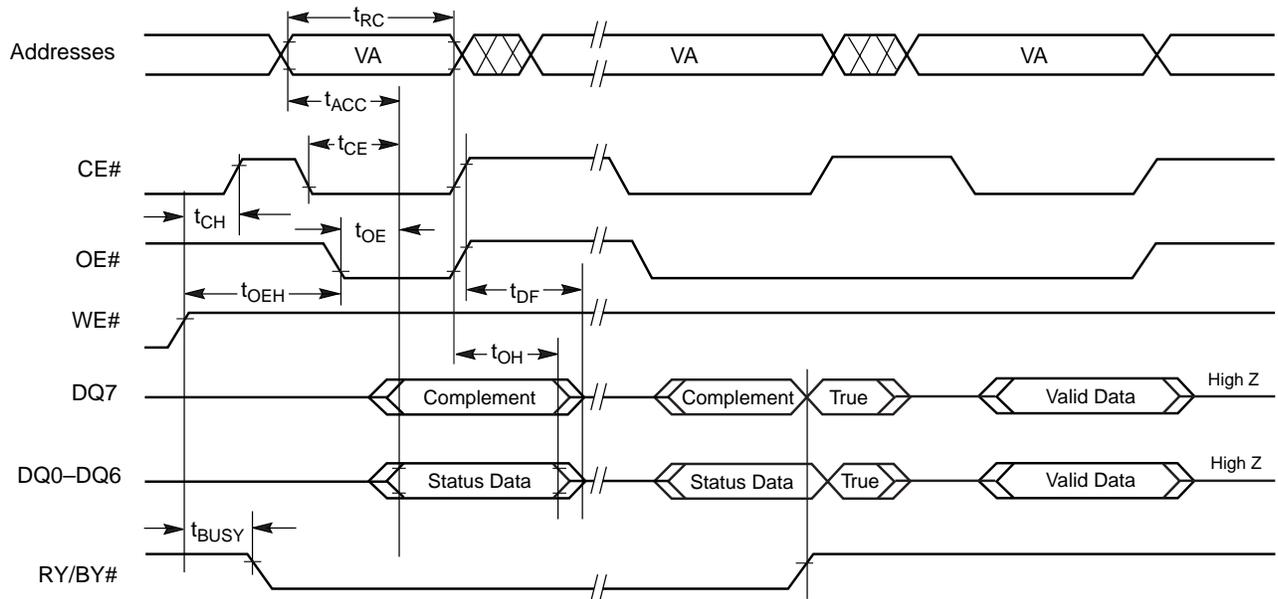 tRC
Addresses VA VA VA
tACC
tCE
CE#
tCH
tOE
OE#
tOEH
tDF
WE#
tOH
DQ7 Complement Complement True Valid Data High Z
DQ0–DQ6 Status Data Status Data True Valid Data High Z
tBUSY
RY/BY#